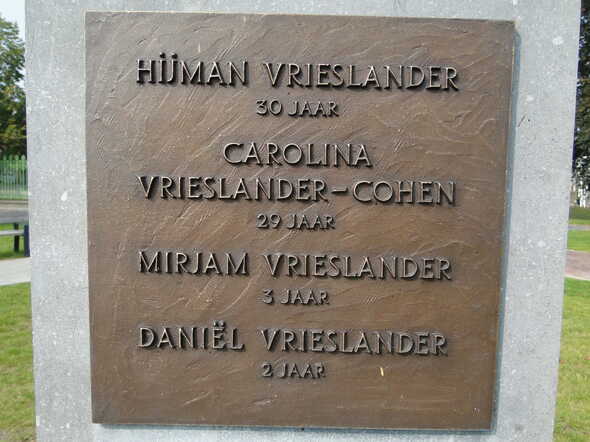 HIJMAN VRIESLANDER
30 JAAR
CAROLINA
VRIESLANDER-COHEN
29 JAAR
MIRJAM VRIESLANDER
3 JAAR
DANIËL VRIESLANDER
2 JAAR